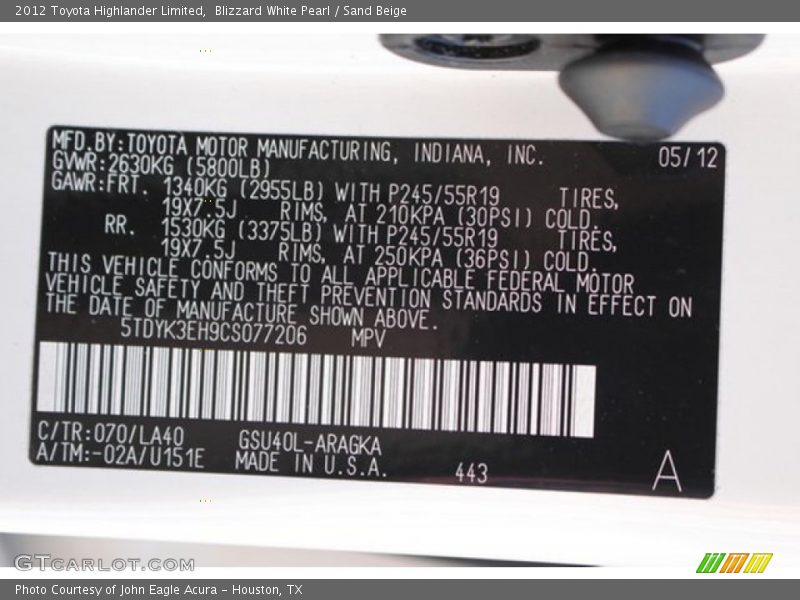 2012 Toyota Highlander Limited,  Blizzard White Pearl / Sand Beige
MFD.BY:TOYOTA MOTOR MANUFACTURING, INDIANA, INC. 05/12
GVWR:2630KG (5800LB)
GAWR:FRT. 1340KG (2955LB) WITH P245/55R19 TIRES,
19X7.5J RIMS, AT 210KPA (30PSI) COLD.
RR. 1530KG (3375LB) WITH P245/55R19 TIRES,
19X7.5J RIMS, AT 250KPA (36PSI) COLD.
THIS VEHICLE CONFORMS TO ALL APPLICABLE FEDERAL MOTOR
VEHICLE SAFETY AND THEFT PREVENTION STANDARDS IN EFFECT ON
THE DATE OF MANUFACTURE SHOWN ABOVE.
5TDYK3EH9CS077206 MPV
C/TR:070/LA40 GSU40L-ARAGKA
A/TM:-02A/U151E MADE IN U.S.A. 443 A
GTCARLOT.COM
Photo Courtesy of John Eagle Acura - Houston, TX